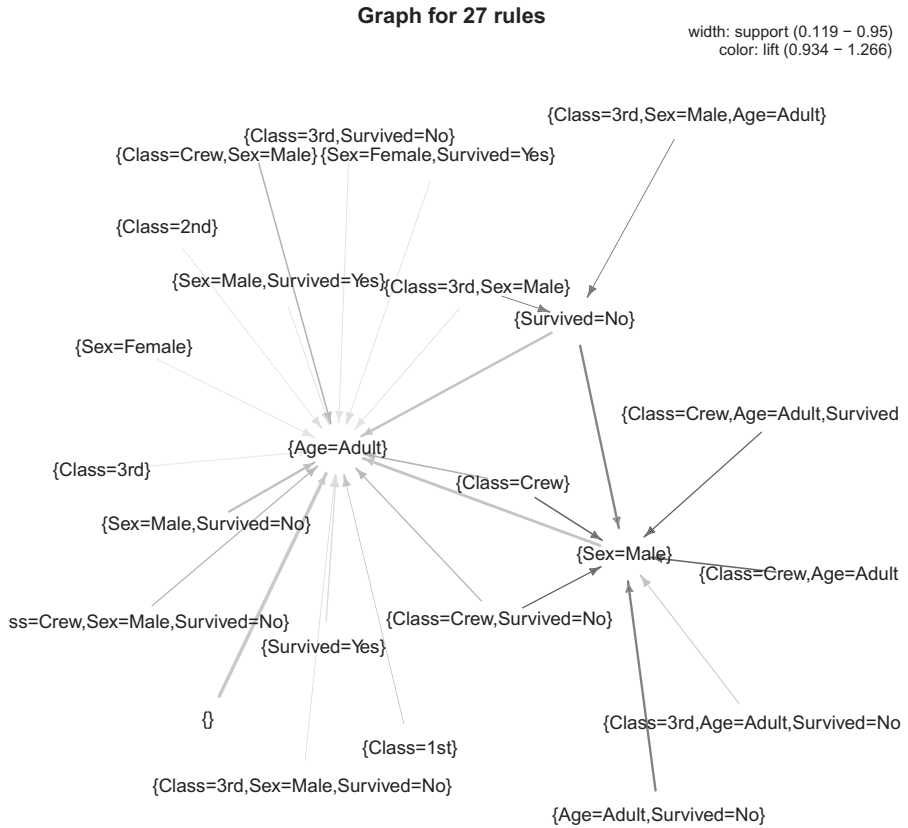 Graph for 27 rules
width: support (0.119 − 0.95)
color: lift (0.934 − 1.266)
{Class=3rd,Sex=Male,Age=Adult}
{Class=3rd,Survived=No}
{Class=Crew,Sex=Male}
{Sex=Female,Survived=Yes}
{Class=2nd}
{Sex=Male,Survived=Yes}
{Class=3rd,Sex=Male}
{Survived=No}
{Sex=Female}
{Class=Crew,Age=Adult,Survived
{Age=Adult}
{Class=3rd}
{Class=Crew}
{Sex=Male,Survived=No}
{Sex=Male}
{Class=Crew,Age=Adult
ss=Crew,Sex=Male,Survived=No}
{Class=Crew,Survived=No}
{Survived=Yes}
{}
{Class=3rd,Age=Adult,Survived=No
{Class=1st}
{Class=3rd,Sex=Male,Survived=No}
{Age=Adult,Survived=No}